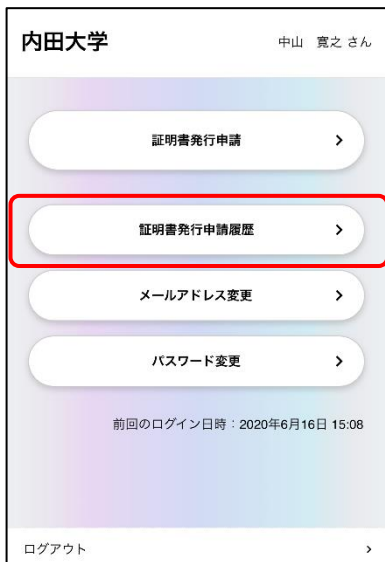 内田大学
中山　寛之 さん
証明書発行申請
証明書発行申請履歴
メールアドレス変更
パスワード変更
前回のログイン日時：2020年6月16日 15:08
ログアウト